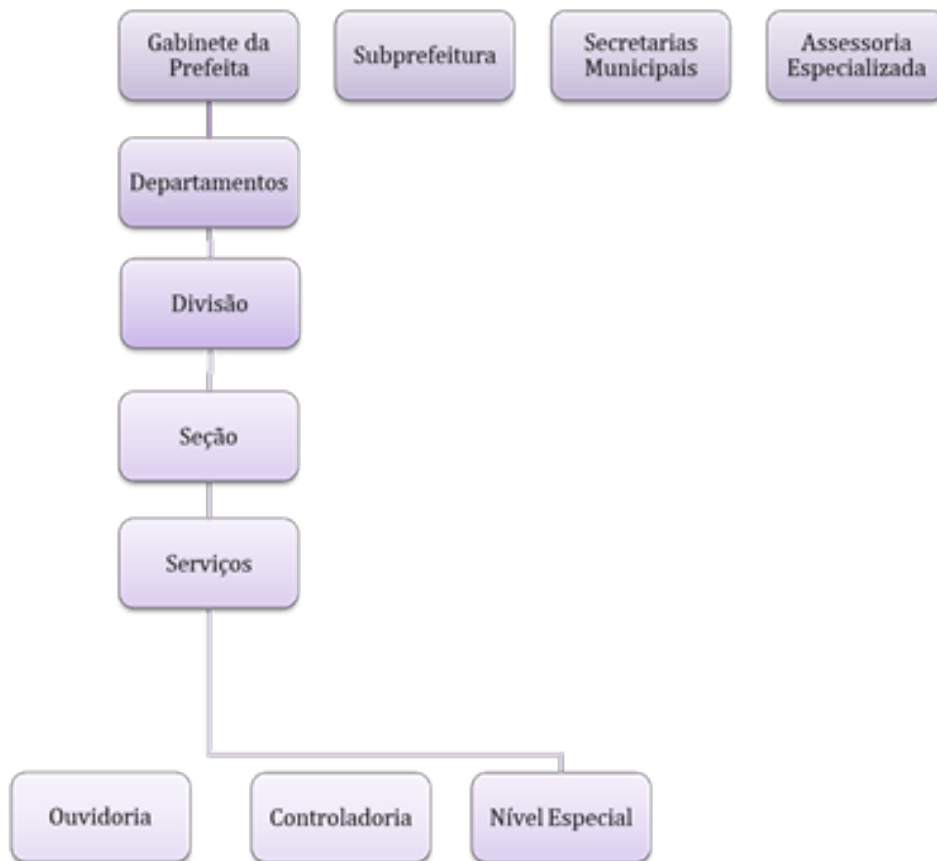 Gabinete da
Prefeita
Subprefeitura
Secretarias
Municipais
Assessoria
Especializada
Departamentos
Divisão
Seção
Serviços
Ouvidoria
Controladoria
Nível Especial